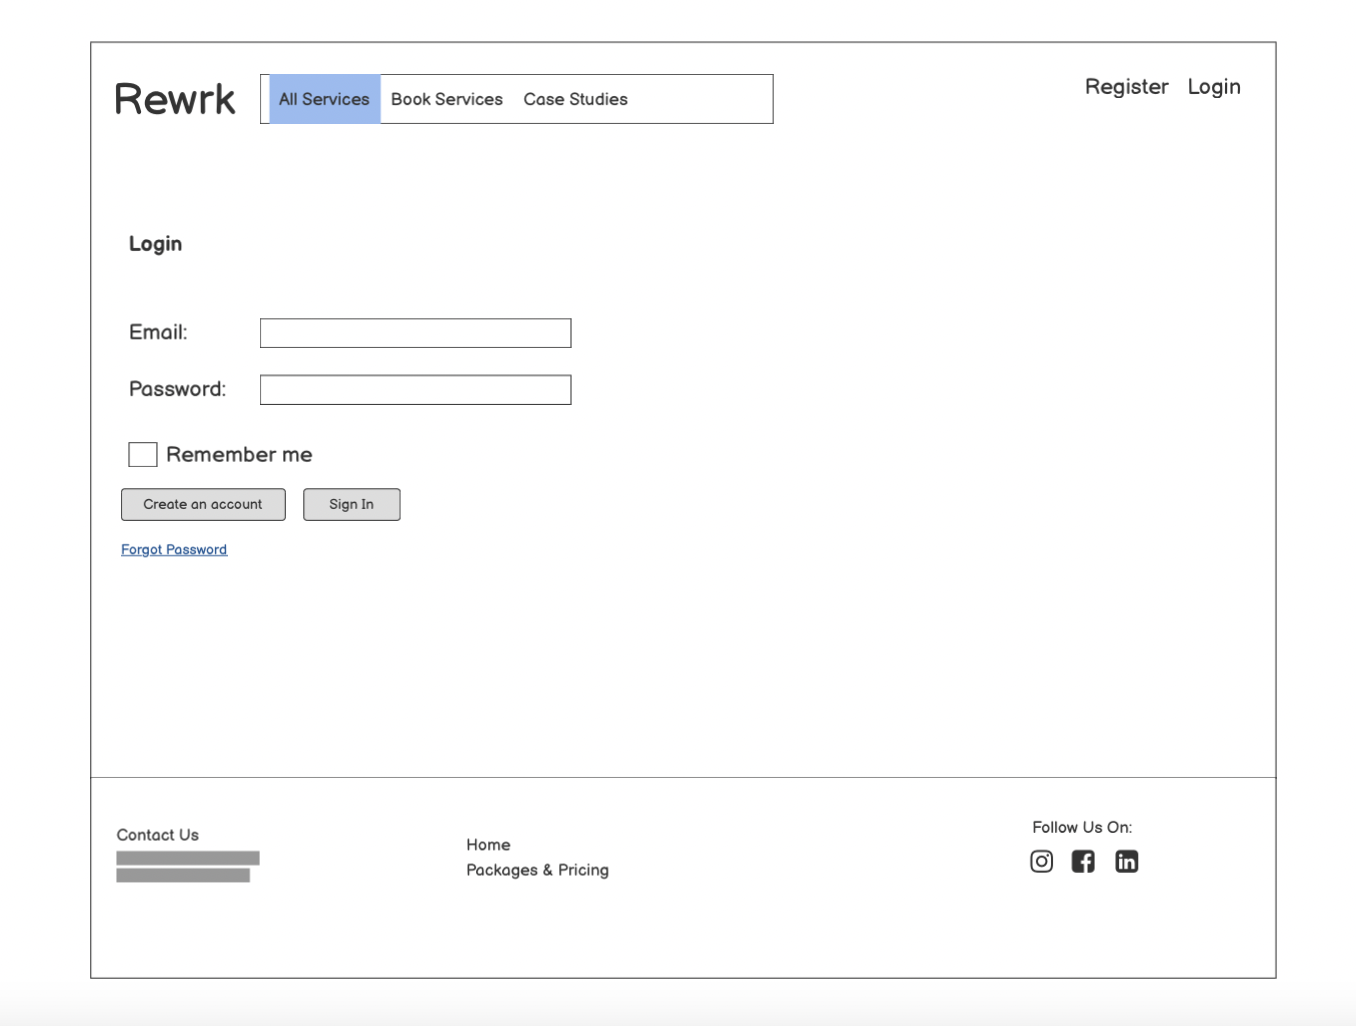 Rewrk
All Services Book Services Case Studies
Register Login
Login
Email:
Password:
Remember me
Create an account
Sign In
Forgot Password
Contact Us
Home
Packages & Pricing
Follow Us On: